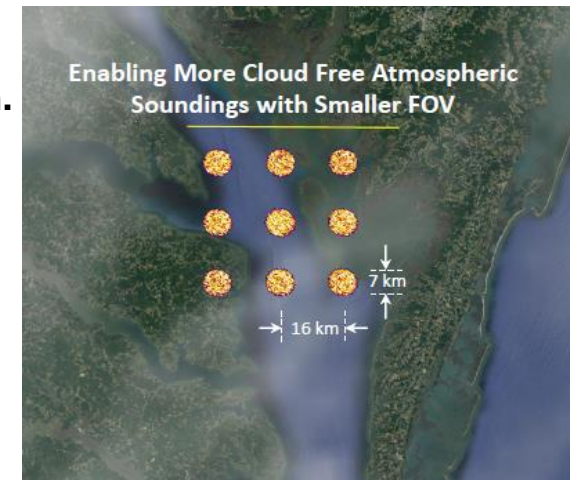 Enabling More Cloud Free Atmospheric
Soundings with Smaller FOV
7 km
16 km